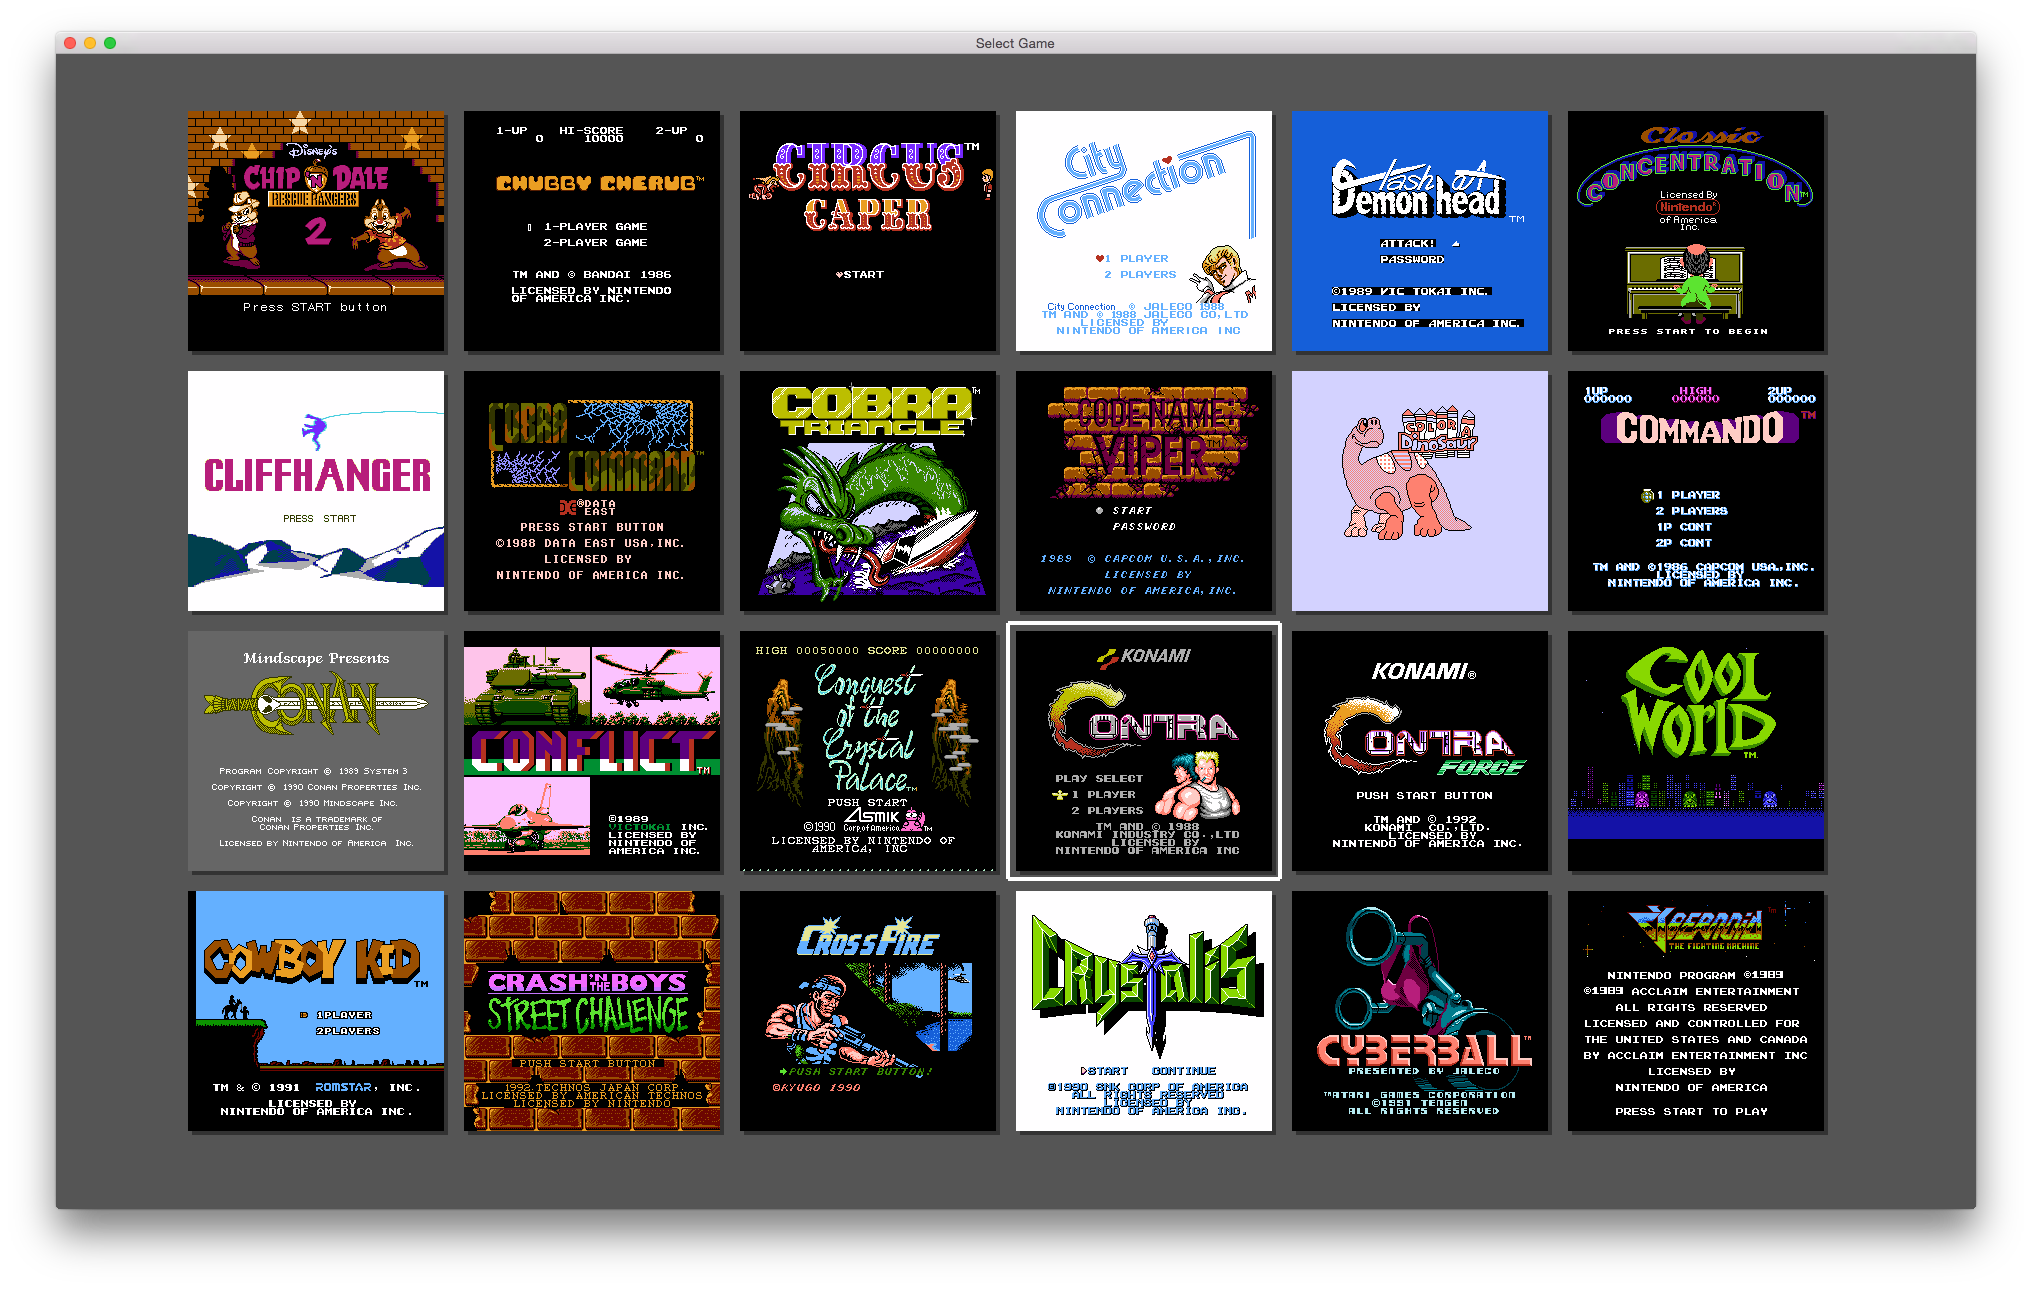 Select Game
DISNEY'S
CHIP 'N DALE
RESCUE RANGERS
2
Press START button
1-UP HI-SCORE 2-UP
0 10000 0
CHUBBY CHERUB™
1-PLAYER GAME
2-PLAYER GAME
TM AND © BANDAI 1986
LICENSED BY NINTENDO
OF AMERICA INC.
CIRCUS™
CAPER
START
City
Connection
1 PLAYER
2 PLAYERS
City Connection © JALECO 1988
TM AND © 1988 JALECO CO,LTD
LICENSED BY
NINTENDO OF AMERICA INC
Clash at
Demon head
TM
ATTACK!
PASSWORD
©1989 VIC TOKAI INC.
LICENSED BY
NINTENDO OF AMERICA INC.
Classic
CONCENTRATION™
Licensed By
Nintendo®
of America
Inc.
PRESS START TO BEGIN
CLIFFHANGER
PRESS START
COBRA
COMMAND™
®DATA
EAST
PRESS START BUTTON
©1988 DATA EAST USA,INC.
LICENSED BY
NINTENDO OF AMERICA INC.
COBRA™
TRIANGLE
CODE NAME:
VIPER™
START
PASSWORD
1989 © CAPCOM U.S.A.,INC.
LICENSED BY
NINTENDO OF AMERICA,INC.
COLOR A
DINOSAUR
1UP HIGH 2UP
000000 000000 000000
COMMANDO™
1 PLAYER
2 PLAYERS
1P CONT
2P CONT
TM AND ©1986 CAPCOM USA.,INC.
LICENSED BY
NINTENDO OF AMERICA INC.
Mindscape Presents
CONAN
PROGRAM COPYRIGHT © 1989 SYSTEM 3
COPYRIGHT © 1990 CONAN PROPERTIES INC.
COPYRIGHT © 1990 MINDSCAPE INC.
CONAN IS A TRADEMARK OF
CONAN PROPERTIES INC.
LICENSED BY NINTENDO OF AMERICA INC.
CONFLICT™
©1989
VICTOKAI INC.
LICENSED BY
NINTENDO OF
AMERICA INC.
HIGH 00050000 SCORE 00000000
Conquest
of the
Crystal
Palace™
PUSH START
©1990 ASMIK
Corp. of America TM
LICENSED BY NINTENDO OF
AMERICA, INC
KONAMI
CONTRA
PLAY SELECT
1 PLAYER
2 PLAYERS
TM AND © 1988
KONAMI INDUSTRY CO.,LTD
LICENSED BY
NINTENDO OF AMERICA INC
KONAMI®
CONTRA
FORCE
PUSH START BUTTON
TM AND © 1992
KONAMI CO.,LTD.
LICENSED BY
NINTENDO OF AMERICA INC.
COOL
WORLD
TM
COWBOY KID™
1PLAYER
2PLAYERS
TM & © 1991 ROMSTAR, INC.
LICENSED BY
NINTENDO OF AMERICA INC.
CRASH 'N THE BOYS
STREET CHALLENGE
PUSH START BUTTON
1992 TECHNOS JAPAN CORP.
LICENSED BY AMERICAN TECHNOS
LICENSED BY NINTENDO
CROSSFIRE
PUSH START BUTTON!
©KYUGO 1990
CRYSTALIS
START CONTINUE
©1990 SNK CORP OF AMERICA
ALL RIGHTS RESERVED
LICENSED BY
NINTENDO OF AMERICA INC.
CYBERBALL™
PRESENTED BY JALECO
™ATARI GAMES CORPORATION
©1991 TENGEN
ALL RIGHTS RESERVED
CYBERNOID
THE FIGHTING MACHINE
NINTENDO PROGRAM ©1989
©1989 ACCLAIM ENTERTAINMENT
ALL RIGHTS RESERVED
LICENSED AND CONTROLLED FOR
THE UNITED STATES AND CANADA
BY ACCLAIM ENTERTAINMENT INC
LICENSED BY
NINTENDO OF AMERICA
PRESS START TO PLAY